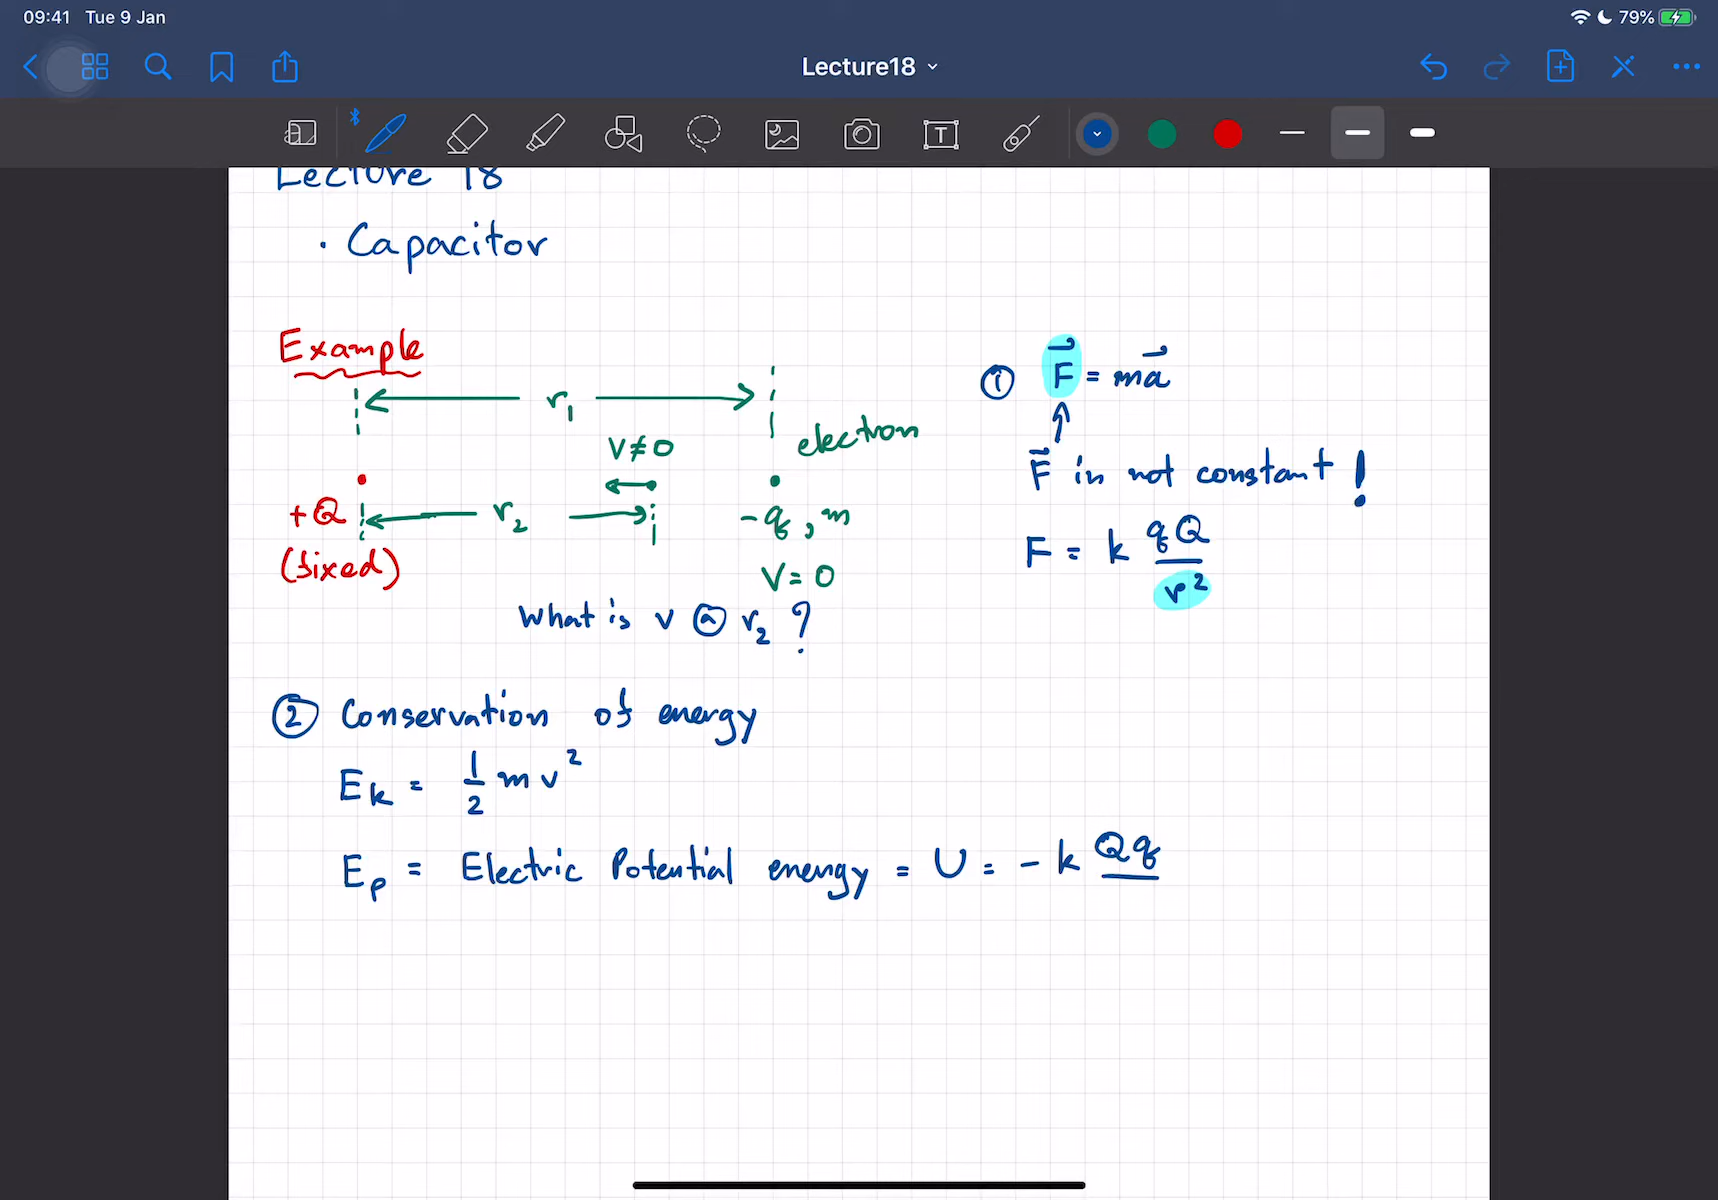 09:41 Tue 9 Jan
79%
Lecture18
T
Lecture 18
· Capacitor
Example
r₁
electron
v≠0
+Q
(fixed)
r₂
-q, m
v=0
What is v @ r₂ ?
① F⃗ = ma⃗
F⃗ in not constant !
F = k qQ/r²
② Conservation of energy
Eₖ = 1/2 mv²
Eₚ = Electric Potential energy = U = -k Qq